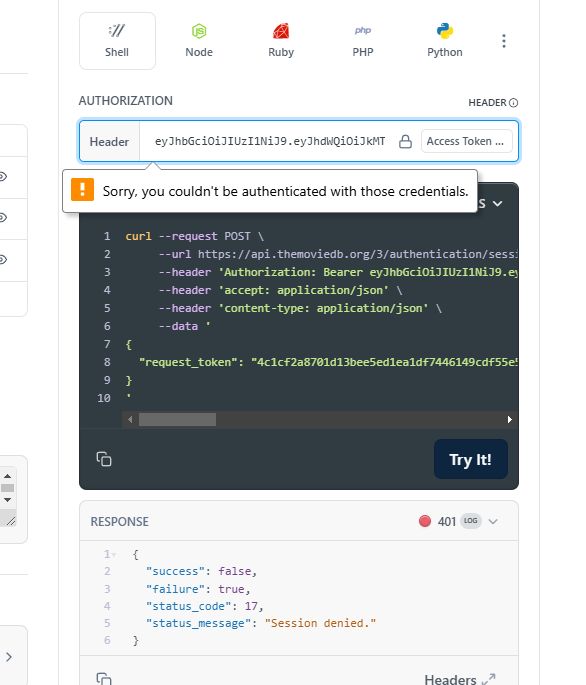 Shell
Node
Ruby
php
PHP
Python
AUTHORIZATION
HEADER
Header eyJhbGciOiJIUzI1NiJ9.eyJhdWQiOiJkMT Access Token ...
Sorry, you couldn't be authenticated with those credentials.
S
1 curl --request POST \
2 --url https://api.themoviedb.org/3/authentication/sessi
3 --header 'Authorization: Bearer eyJhbGciOiJIUzI1NiJ9.ey
4 --header 'accept: application/json' \
5 --header 'content-type: application/json' \
6 --data '
7 {
8 "request_token": "4c1cf2a8701d13bee5ed1ea1df7446149cdf55e5
9 }
10 '
Try It!
RESPONSE
401 LOG
1 {
2 "success": false,
3 "failure": true,
4 "status_code": 17,
5 "status_message": "Session denied."
6 }
Headers